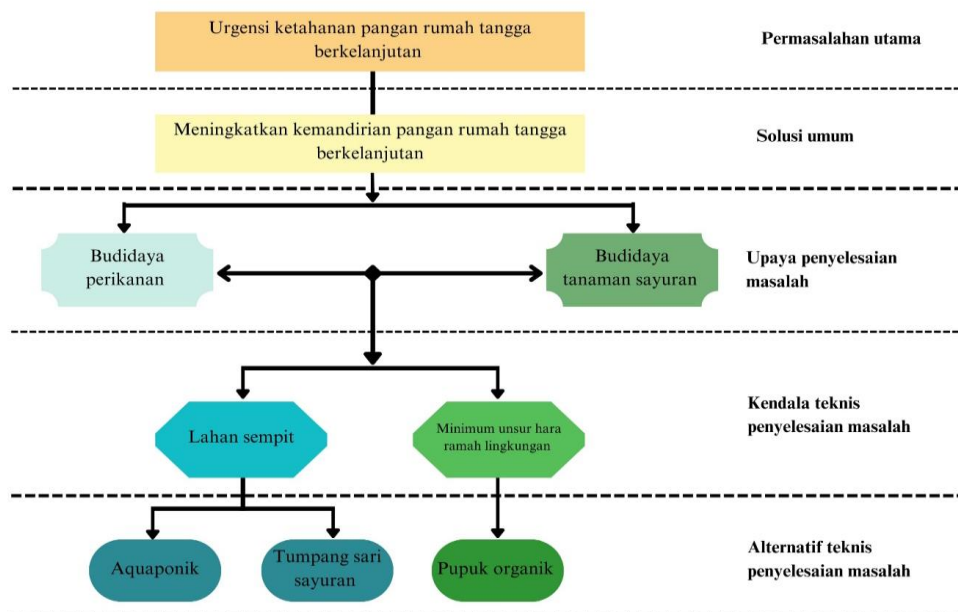 Urgensi ketahanan pangan rumah tangga
berkelanjutan
Permasalahan utama
Meningkatkan kemandirian pangan rumah tangga
berkelanjutan
Solusi umum
Budidaya
perikanan
Budidaya
tanaman sayuran
Upaya penyelesaian
masalah
Lahan sempit
Minimum unsur hara
ramah lingkungan
Kendala teknis
penyelesaian masalah
Aquaponik
Tumpang sari
sayuran
Pupuk organik
Alternatif teknis
penyelesaian masalah